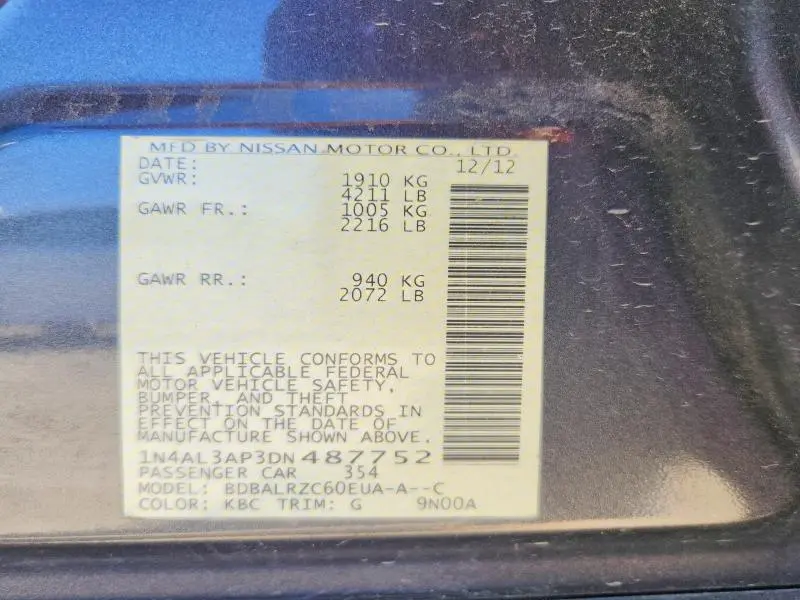 MFD BY NISSAN MOTOR CO., LTD.
DATE: 12/12
GVWR: 1910 KG
4211 LB
GAWR FR.: 1005 KG
2216 LB
GAWR RR.: 940 KG
2072 LB
THIS VEHICLE CONFORMS TO
ALL APPLICABLE FEDERAL
MOTOR VEHICLE SAFETY,
BUMPER, AND THEFT
PREVENTION STANDARDS IN
EFFECT ON THE DATE OF
MANUFACTURE SHOWN ABOVE.
1N4AL3AP3DN487752
PASSENGER CAR 354
MODEL: BDBALRZC60EUA-A--C
COLOR: KBC TRIM: G 9N00A